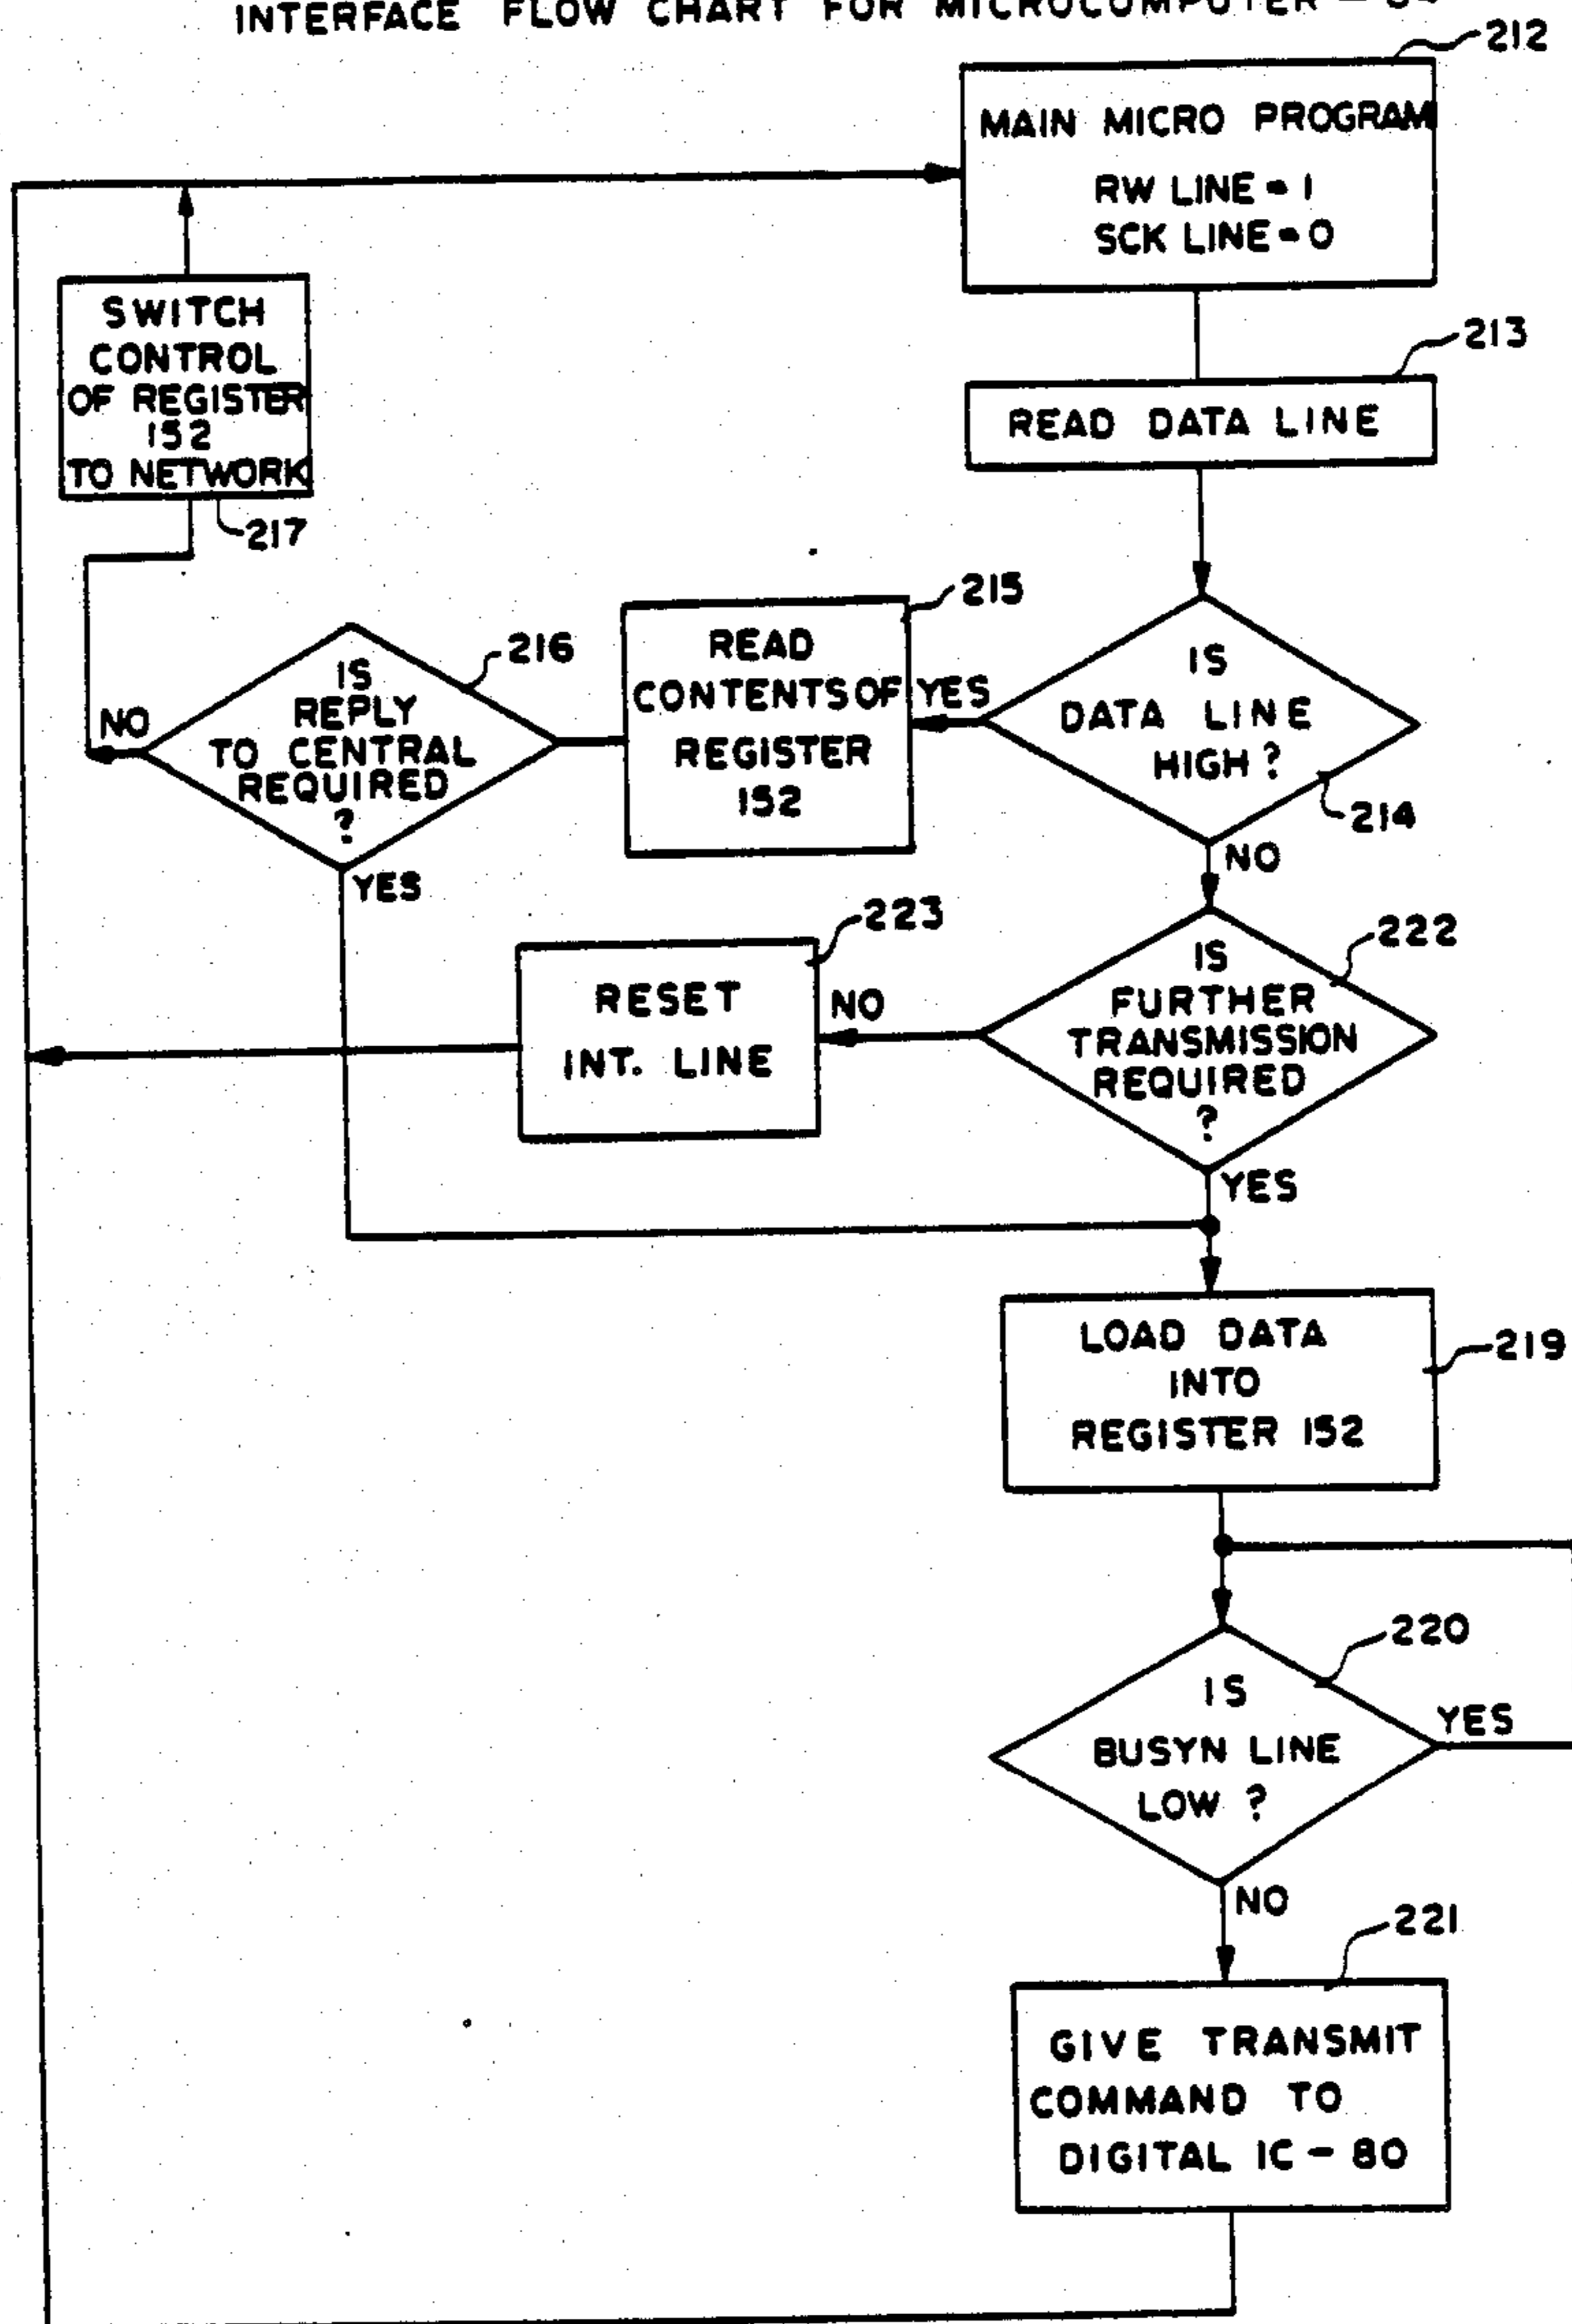 INTERFACE FLOW CHART FOR MICROCOMPUTER -
212
MAIN MICRO PROGRAM
RW LINE = 1
SCK LINE = 0
SWITCH
CONTROL
OF REGISTER
152
TO NETWORK
217
213
READ DATA LINE
215
READ
CONTENTS OF
REGISTER
152
216
IS
REPLY
TO CENTRAL
REQUIRED
?
NO
YES
YES
IS
DATA LINE
HIGH ?
214
NO
223
RESET
INT. LINE
NO
222
IS
FURTHER
TRANSMISSION
REQUIRED
?
YES
LOAD DATA
INTO
REGISTER 152
219
220
IS
BUSYN LINE
LOW ?
YES
NO
221
GIVE TRANSMIT
COMMAND TO
DIGITAL IC - 80